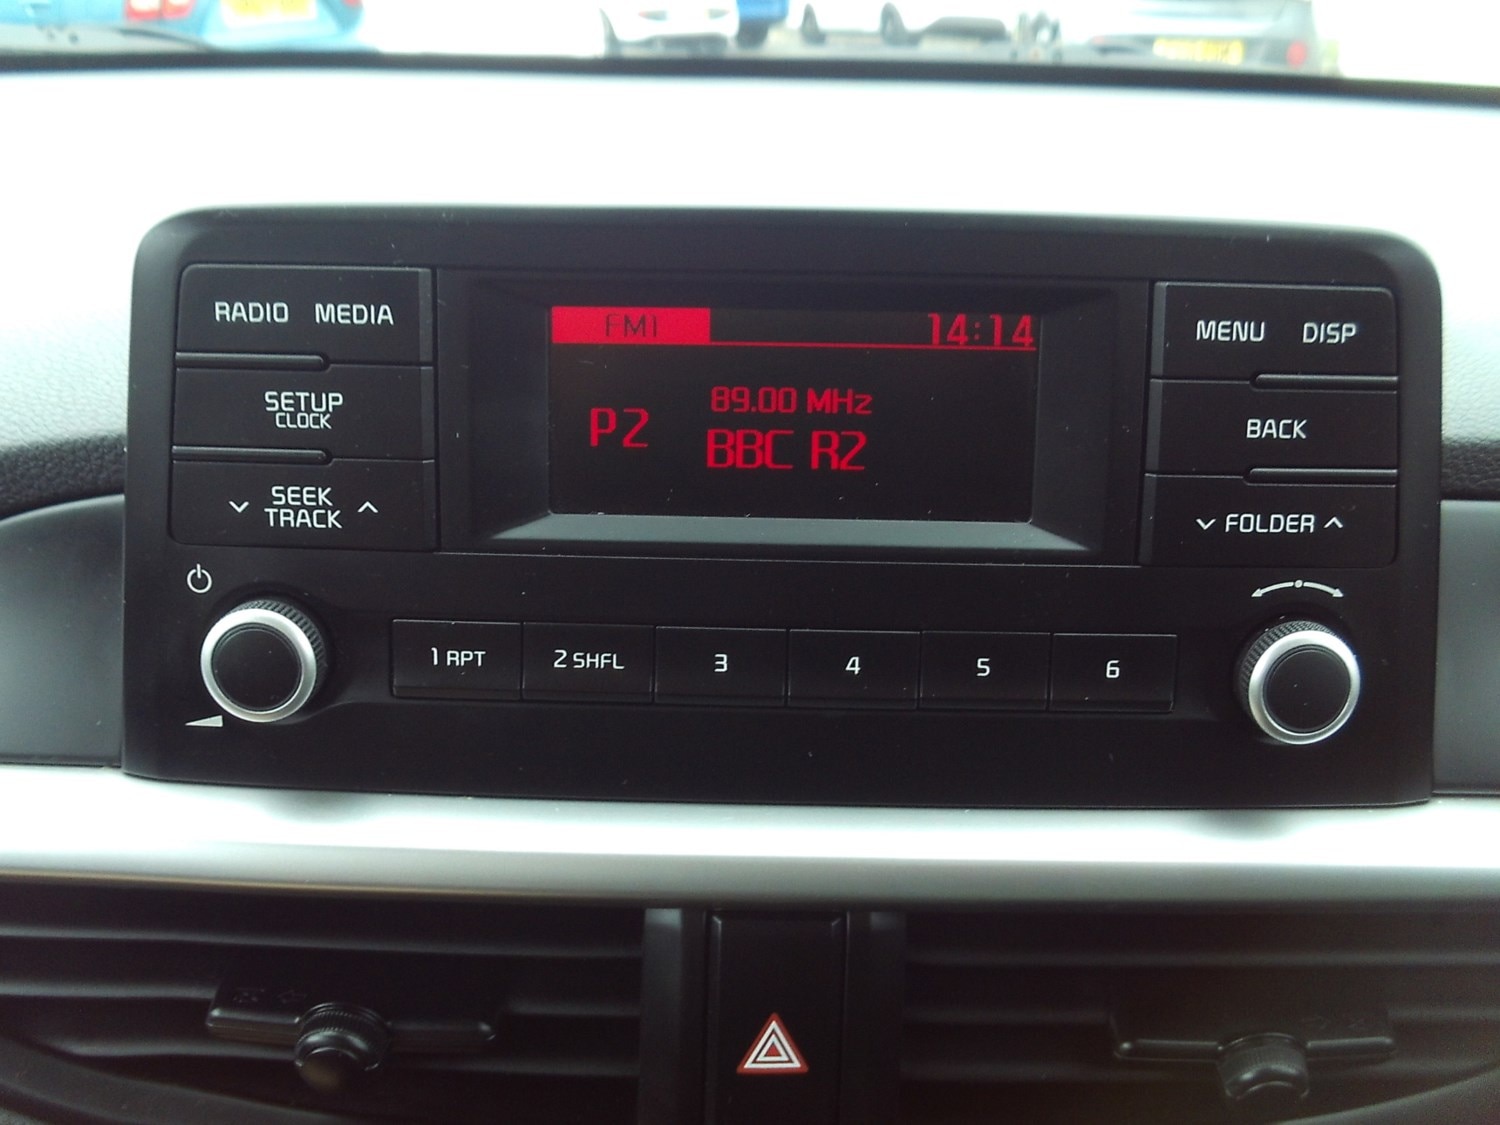 RADIO MEDIA
SETUP
CLOCK
SEEK
TRACK
FM1 14:14
89.00 MHz
P2 BBC R2
MENU DISP
BACK
FOLDER
1 RPT 2 SHFL 3 4 5 6